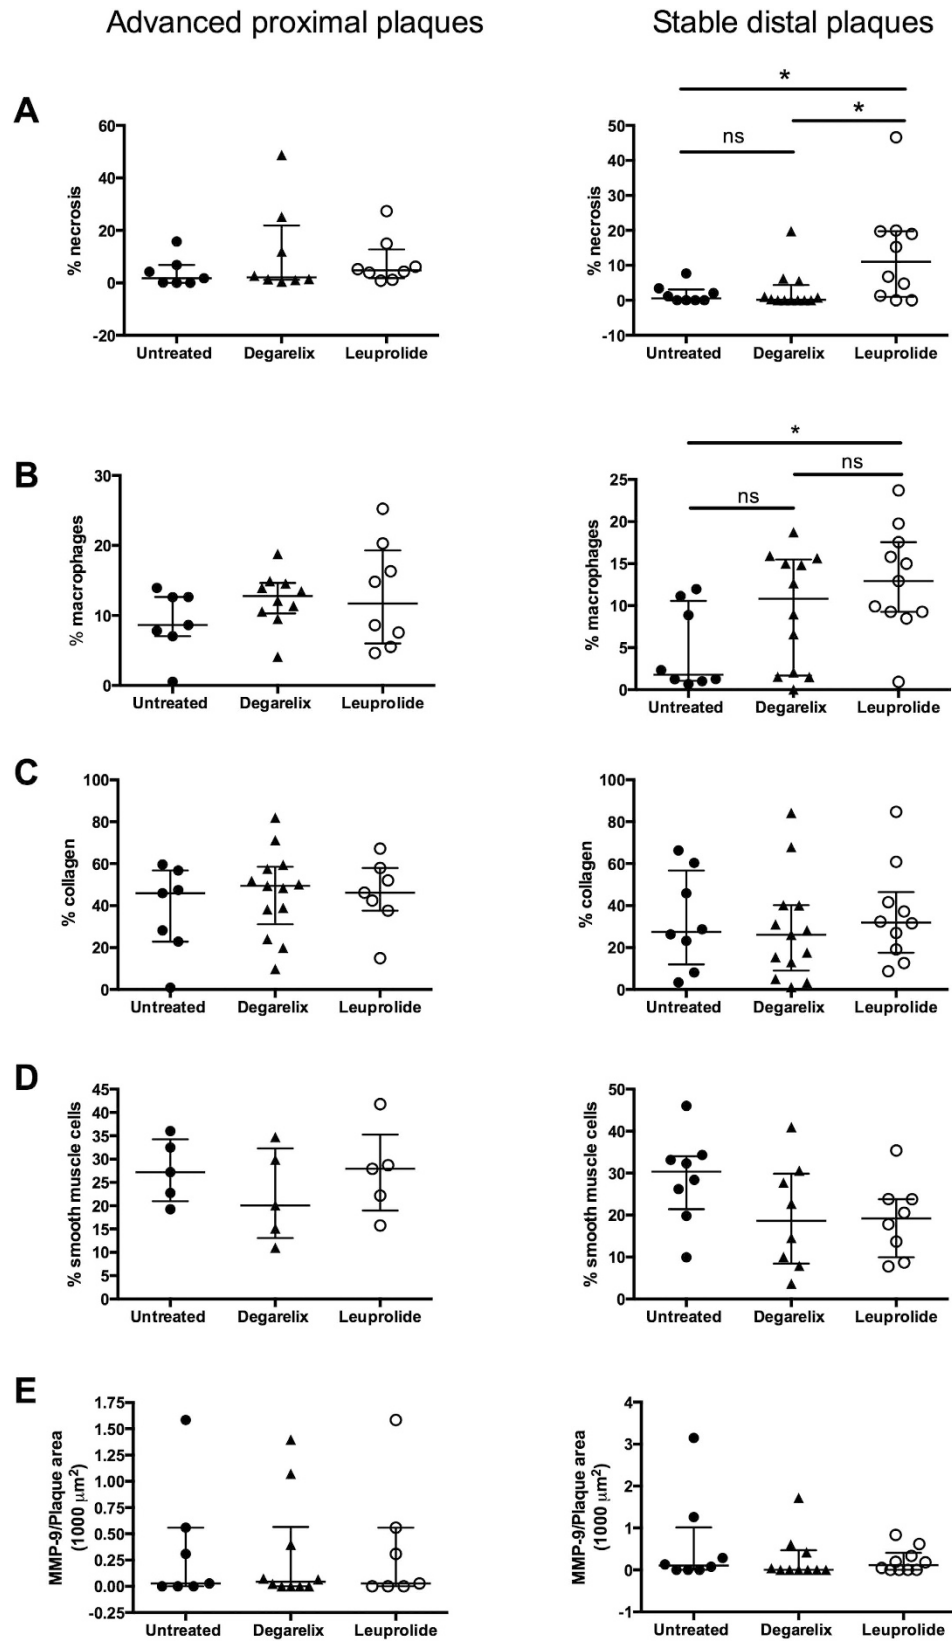 Advanced proximal plaques
Stable distal plaques
A
% necrosis
60
40
20
0
-20
Untreated Degarelix Leuprolide
*
*
ns
% necrosis
50
40
30
20
10
0
-10
Untreated Degarelix Leuprolide
B
% macrophages
30
20
10
0
Untreated Degarelix Leuprolide
*
ns
ns
% macrophages
25
20
15
10
5
0
Untreated Degarelix Leuprolide
C
% collagen
100
80
60
40
20
0
Untreated Degarelix Leuprolide
% collagen
100
80
60
40
20
0
Untreated Degarelix Leuprolide
D
% smooth muscle cells
45
40
35
30
25
20
15
10
5
0
Untreated Degarelix Leuprolide
% smooth muscle cells
50
40
30
20
10
0
Untreated Degarelix Leuprolide
E
MMP-9/Plaque area
(1000 µm²)
1.75
1.50
1.25
1.00
0.75
0.50
0.25
0.00
-0.25
Untreated Degarelix Leuprolide
MMP-9/Plaque area
(1000 µm²)
4
3
2
1
0
-1
Untreated Degarelix Leuprolide